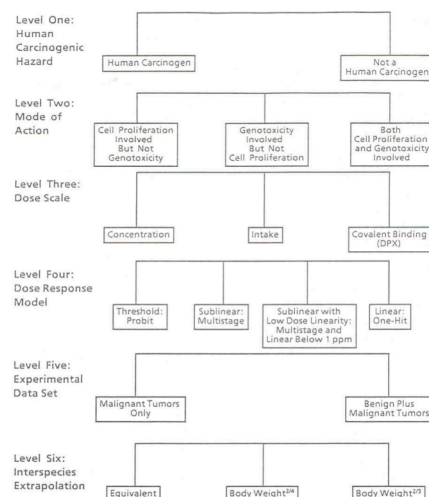 Level One:
Human
Carcinogenic
Hazard
Human Carcinogen
Not a
Human Carcinogen
Level Two:
Mode of
Action
Cell Proliferation
Involved
But Not
Genotoxicity
Genotoxicity
Involved
But Not
Cell Proliferation
Both
Cell Proliferation
and Genotoxicity
Involved
Level Three:
Dose Scale
Concentration
Intake
Covalent Binding
(DPX)
Level Four:
Dose Response
Model
Threshold:
Probit
Sublinear:
Multistage
Sublinear with
Low Dose Linearity:
Multistage and
Linear Below 1 ppm
Linear:
One-Hit
Level Five:
Experimental
Data Set
Malignant Tumors
Only
Benign Plus
Malignant Tumors
Level Six:
Interspecies
Extrapolation
Equivalent
Body Weight3/4
Body Weight2/3